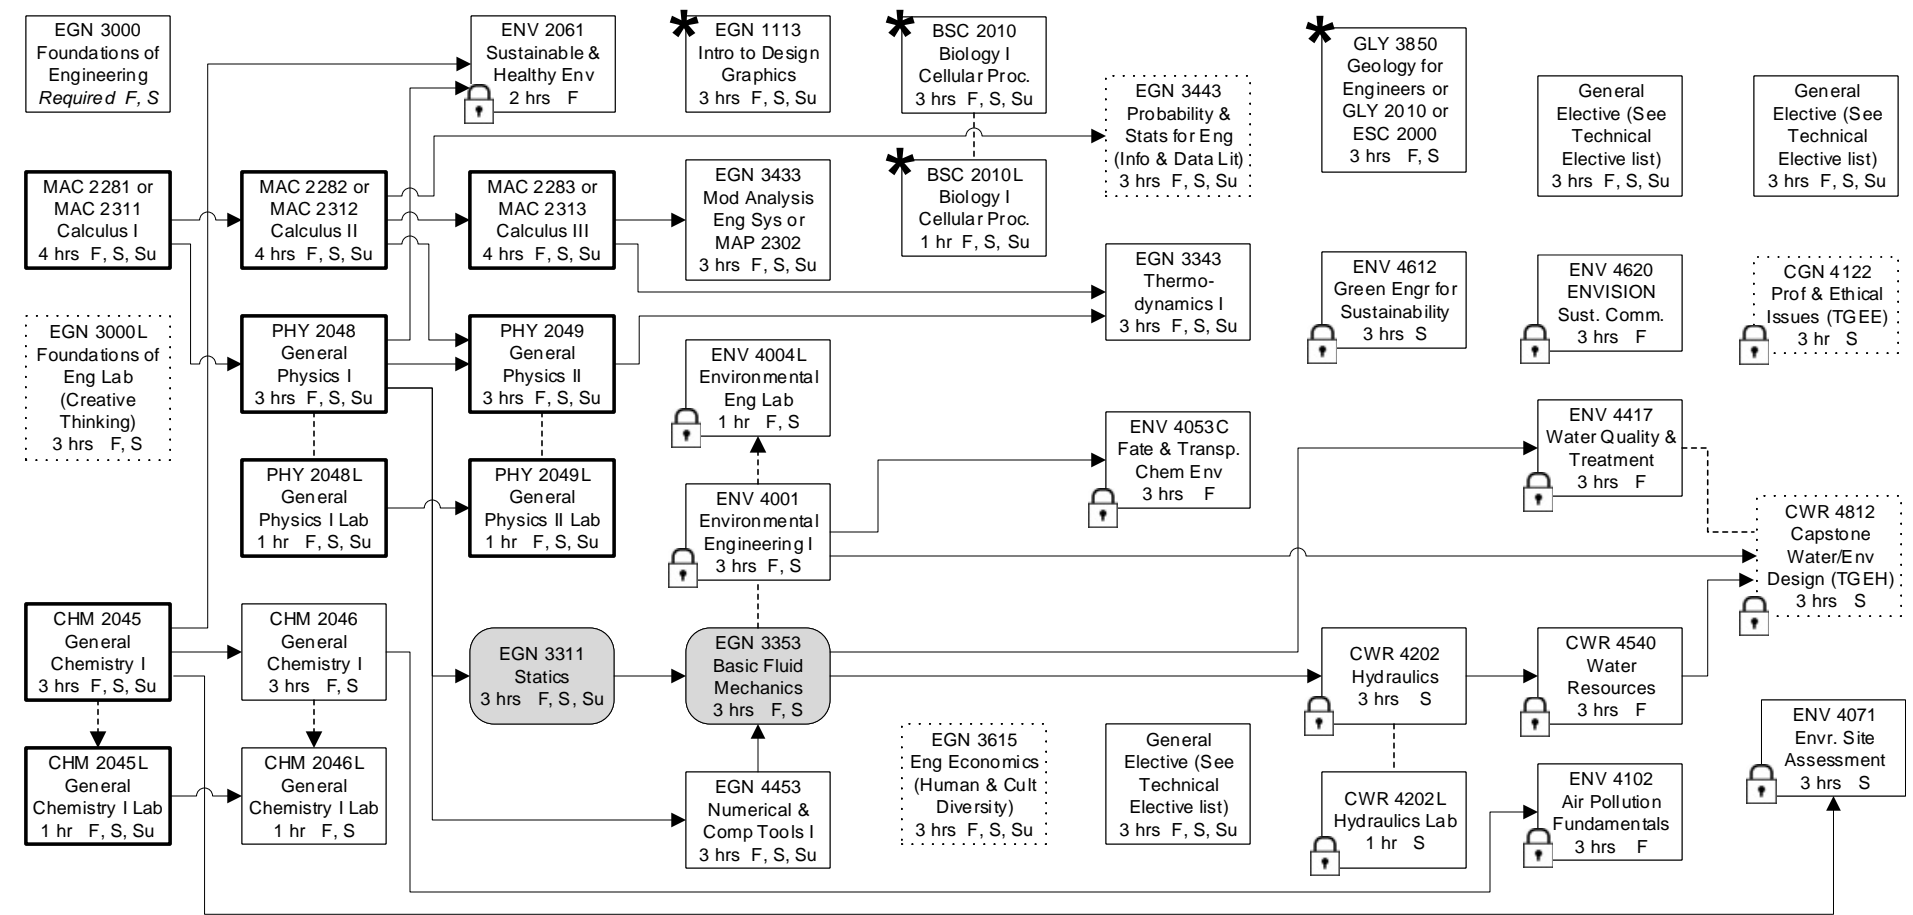 EGN 3000
Foundations of
Engineering
Required F, S
ENV 2061
Sustainable &
Healthy Env
2 hrs F
*
EGN 1113
Intro to Design
Graphics
3 hrs F, S, Su
*
BSC 2010
Biology I
Cellular Proc.
3 hrs F, S, Su
EGN 3443
Probability &
Stats for Eng
(Info & Data Lit)
3 hrs F, S, Su
*
GLY 3850
Geology for
Engineers or
GLY 2010 or
ESC 2000
3 hrs F, S
General
Elective (See
Technical
Elective list)
3 hrs F, S, Su
General
Elective (See
Technical
Elective list)
3 hrs F, S, Su
MAC 2281 or
MAC 2311
Calculus I
4 hrs F, S, Su
MAC 2282 or
MAC 2312
Calculus II
4 hrs F, S, Su
MAC 2283 or
MAC 2313
Calculus III
4 hrs F, S, Su
EGN 3433
Mod Analysis
Eng Sys or
MAP 2302
3 hrs F, S, Su
*
BSC 2010L
Biology I
Cellular Proc.
1 hr F, S, Su
EGN 3343
Thermo-
dynamics I
3 hrs F, S, Su
ENV 4612
Green Engr for
Sustainability
3 hrs S
ENV 4620
ENVISION
Sust. Comm.
3 hrs F
CGN 4122
Prof & Ethical
Issues (TGEE)
3 hr S
EGN 3000L
Foundations of
Eng Lab
(Creative
Thinking)
3 hrs F, S
PHY 2048
General
Physics I
3 hrs F, S, Su
PHY 2049
General
Physics II
3 hrs F, S, Su
ENV 4004L
Environmental
Eng Lab
1 hr F, S
ENV 4053C
Fate & Transp.
Chem Env
3 hrs F
ENV 4417
Water Quality &
Treatment
3 hrs F
PHY 2048L
General
Physics I Lab
1 hr F, S, Su
PHY 2049L
General
Physics II Lab
1 hr F, S, Su
ENV 4001
Environmental
Engineering I
3 hrs F, S
CWR 4812
Capstone
Water/Env
Design (TGEH)
3 hrs S
CHM 2045
General
Chemistry I
3 hrs F, S, Su
CHM 2046
General
Chemistry I
3 hrs F, S
EGN 3311
Statics
3 hrs F, S, Su
EGN 3353
Basic Fluid
Mechanics
3 hrs F, S
CWR 4202
Hydraulics
3 hrs S
CWR 4540
Water
Resources
3 hrs F
ENV 4071
Envr. Site
Assessment
3 hrs S
CHM 2045L
General
Chemistry I Lab
1 hr F, S, Su
CHM 2046L
General
Chemistry I Lab
1 hr F, S
EGN 4453
Numerical &
Comp Tools I
3 hrs F, S, Su
EGN 3615
Eng Economics
(Human & Cult
Diversity)
3 hrs F, S, Su
General
Elective (See
Technical
Elective list)
3 hrs F, S, Su
CWR 4202L
Hydraulics Lab
1 hr S
ENV 4102
Air Pollution
Fundamentals
3 hrs F